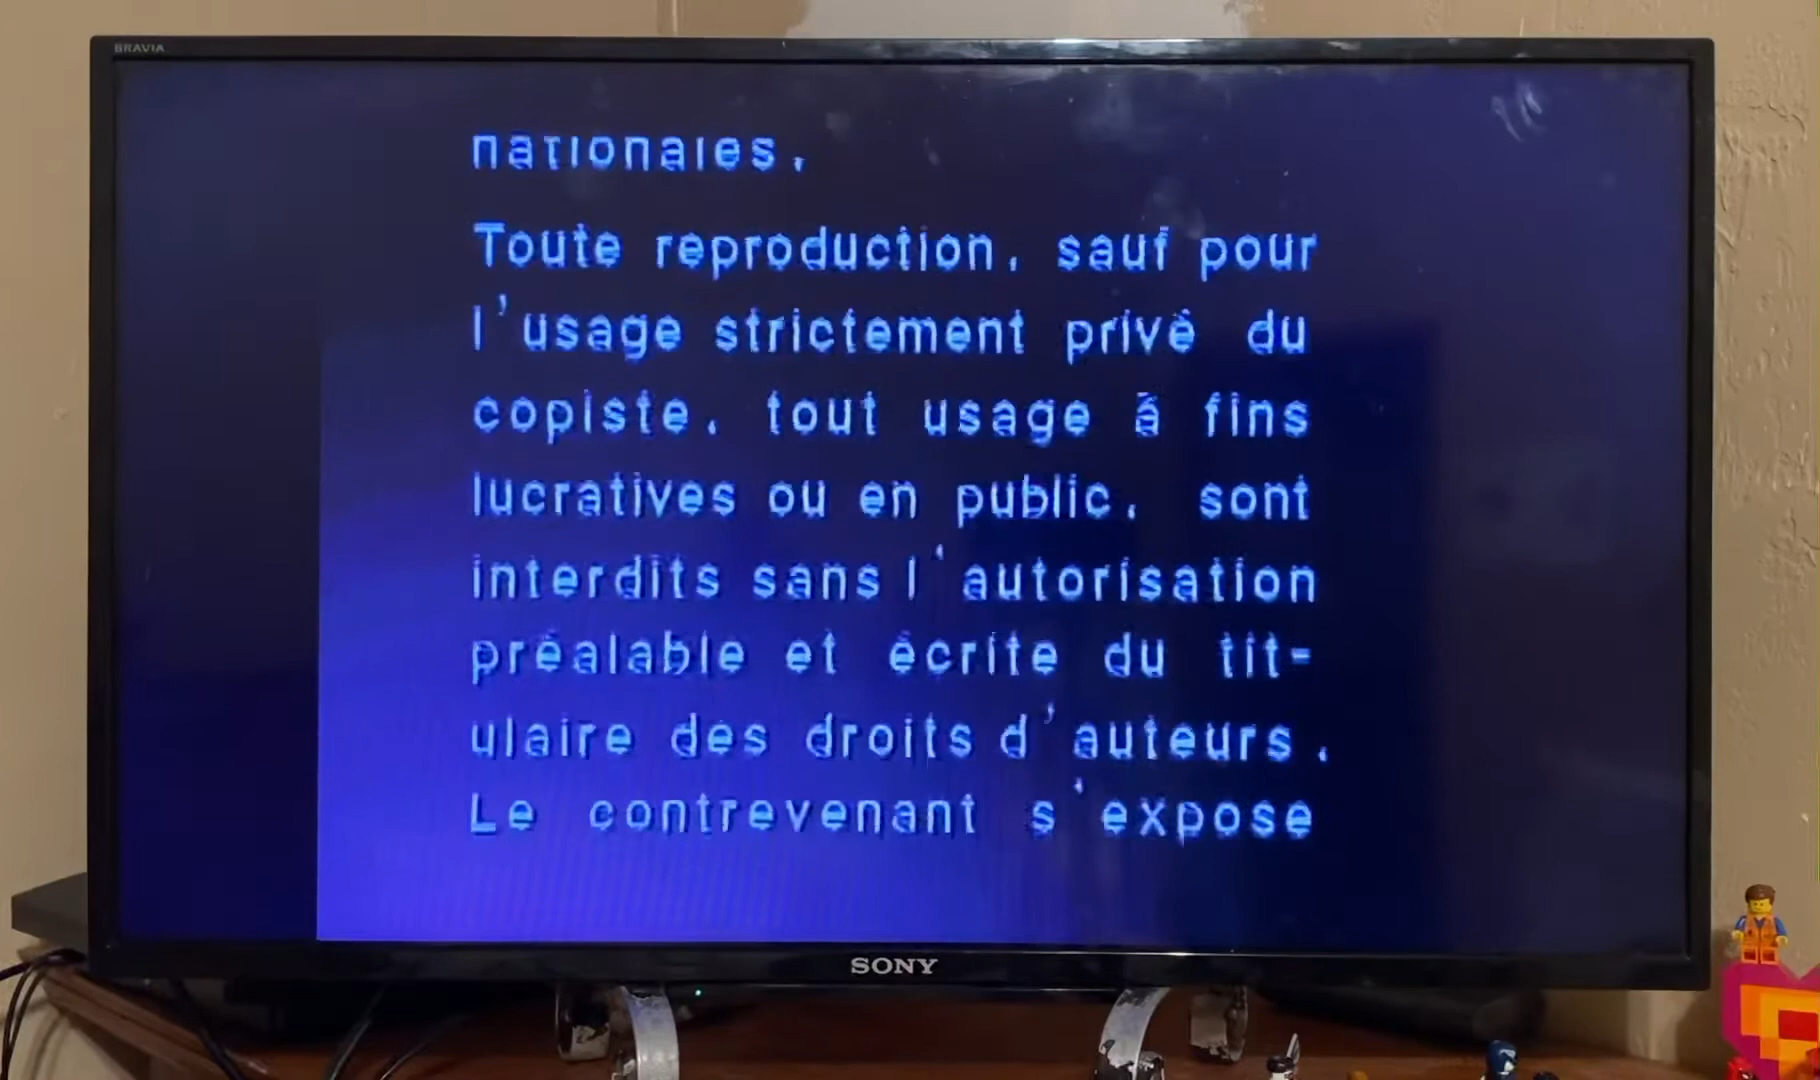 BRAVIA
nationales.
Toute reproduction, sauf pour
l'usage strictement privé du
copiste, tout usage à fins
lucratives ou en public, sont
interdits sans l'autorisation
préalable et écrite du tit-
ulaire des droits d'auteurs.
Le contrevenant s'expose
SONY